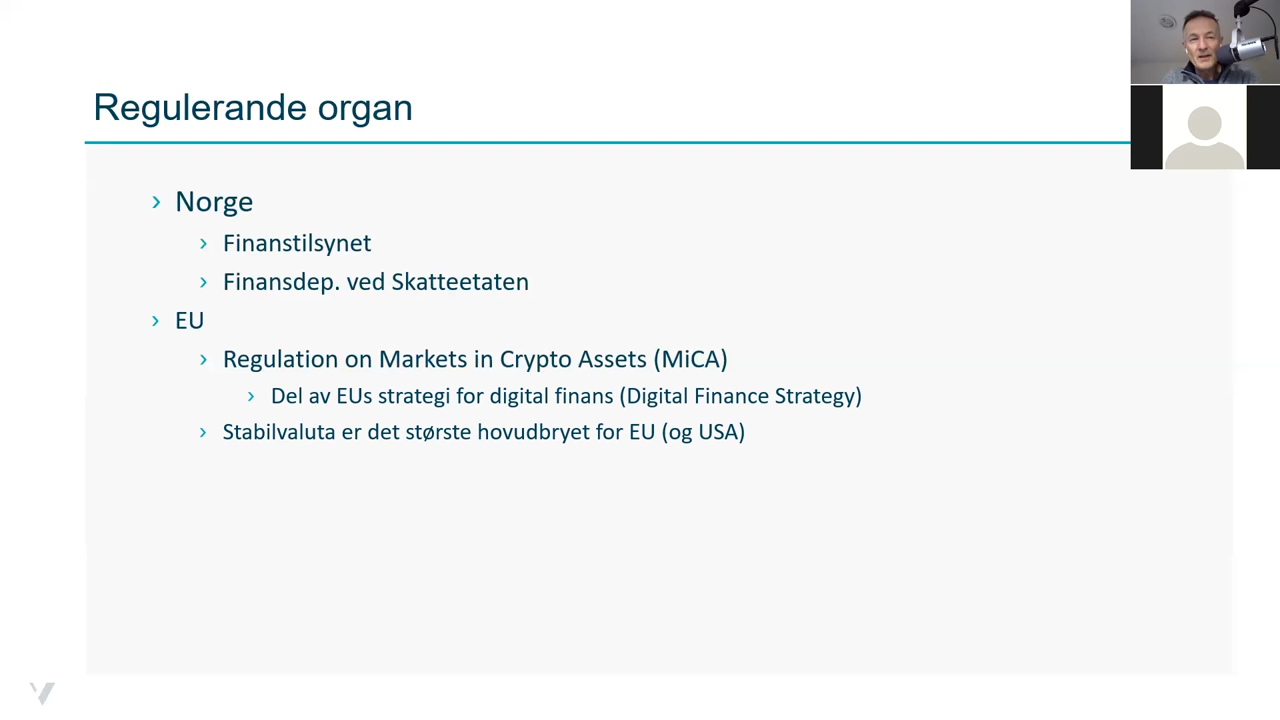 Regulerande organ
Norge
Finanstilsynet
Finansdep. ved Skatteetaten
EU
Regulation on Markets in Crypto Assets (MiCA)
Del av EUs strategi for digital finans (Digital Finance Strategy)
Stabilvaluta er det største hovudbryet for EU (og USA)